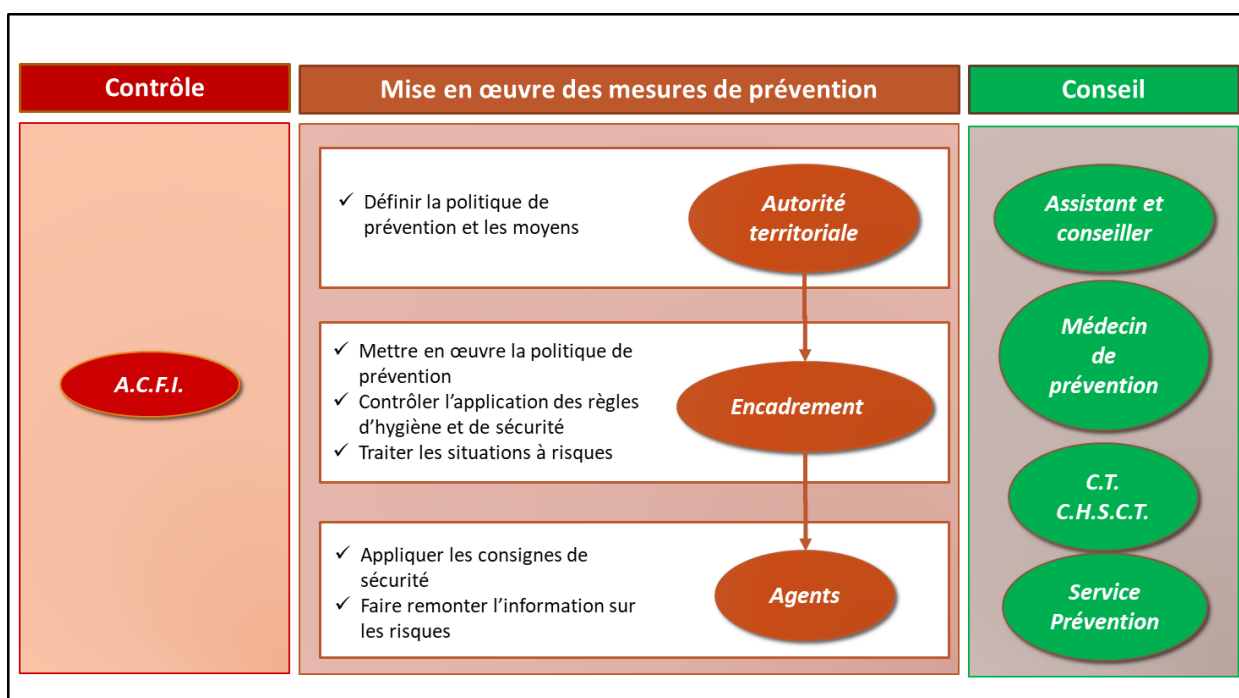 Contrôle
Mise en œuvre des mesures de prévention
Conseil
A.C.F.I.
✓ Définir la politique de
prévention et les moyens
Autorité
territoriale
✓ Mettre en œuvre la politique de
prévention
✓ Contrôler l’application des règles
d’hygiène et de sécurité
✓ Traiter les situations à risques
Encadrement
✓ Appliquer les consignes de
sécurité
✓ Faire remonter l’information sur
les risques
Agents
Assistant et
conseiller
Médecin
de
prévention
C.T.
C.H.S.C.T.
Service
Prévention